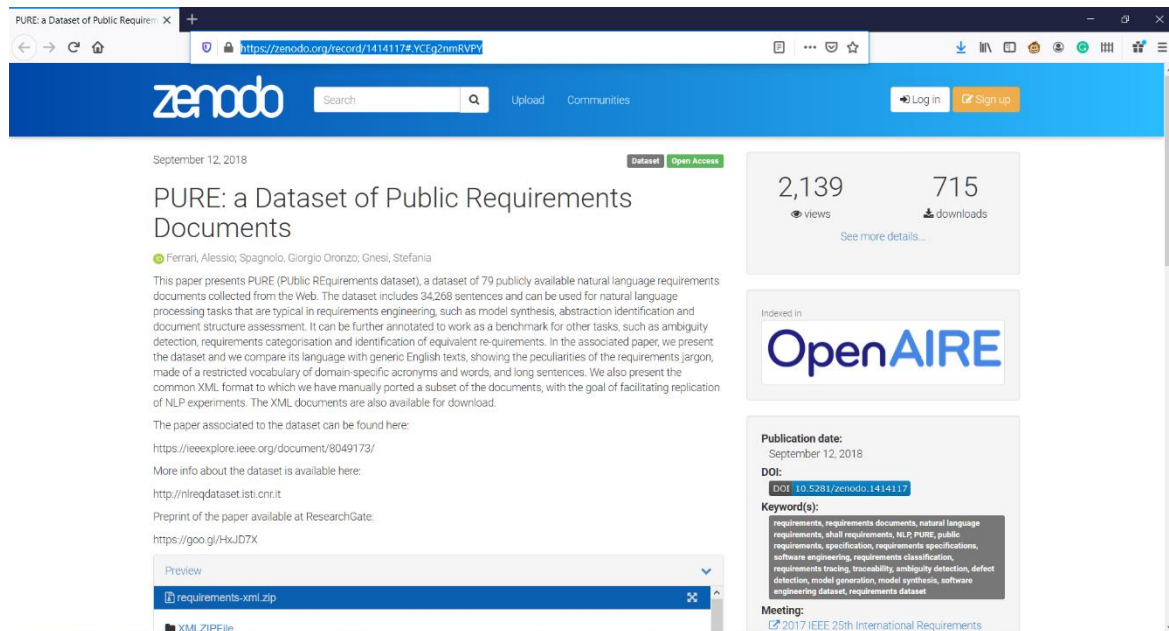 PURE: a Dataset of Public Requirem
https://zenodo.org/record/1414117#.YCEg2nmRVPY
zenodo
Search
Upload
Communities
Log in
Sign up
September 12, 2018
Dataset
Open Access
PURE: a Dataset of Public Requirements
Documents
Ferrari, Alessio; Spagnolo, Giorgio Oronzo; Gnesi, Stefania
This paper presents PURE (PUblic REquirements dataset), a dataset of 79 publicly available natural language requirements
documents collected from the Web. The dataset includes 34,268 sentences and can be used for natural language
processing tasks that are typical in requirements engineering, such as model synthesis, abstraction identification and
document structure assessment. It can be further annotated to work as a benchmark for other tasks, such as ambiguity
detection, requirements categorisation and identification of equivalent re-quirements. In the associated paper, we present
the dataset and we compare its language with generic English texts, showing the peculiarities of the requirements jargon,
made of a restricted vocabulary of domain-specific acronyms and words, and long sentences. We also present the
common XML format to which we have manually ported a subset of the documents, with the goal of facilitating replication
of NLP experiments. The XML documents are also available for download.
The paper associated to the dataset can be found here:
https://ieeexplore.ieee.org/document/8049173/
More info about the dataset is available here:
http://nlreqdataset.isti.cnr.it
Preprint of the paper available at ResearchGate:
https://goo.gl/HxJD7X
Preview
requirements-xml.zip
XMLZIPFile
2,139
views
715
downloads
See more details...
Indexed in
OpenAIRE
Publication date:
September 12, 2018
DOI:
DOI 10.5281/zenodo.1414117
Keyword(s):
requirements, requirements documents, natural language
requirements, shall requirements, NLP, PURE, public
requirements, specification, requirements specifications,
software engineering, requirements classification,
requirements tracing, traceability, ambiguity detection, defect
detection, model generation, model synthesis, software
engineering dataset, requirements dataset
Meeting:
2017 IEEE 25th International Requirements